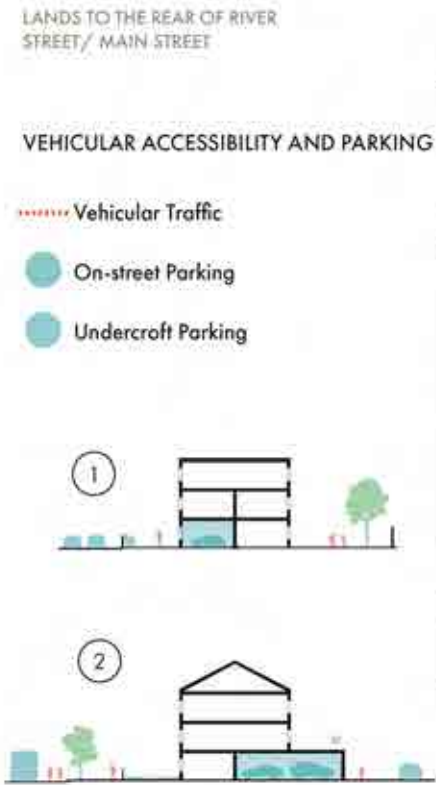 LANDS TO THE REAR OF RIVER
STREET/ MAIN STREET
VEHICULAR ACCESSIBILITY AND PARKING
Vehicular Traffic
On-street Parking
Undercroft Parking
1
2